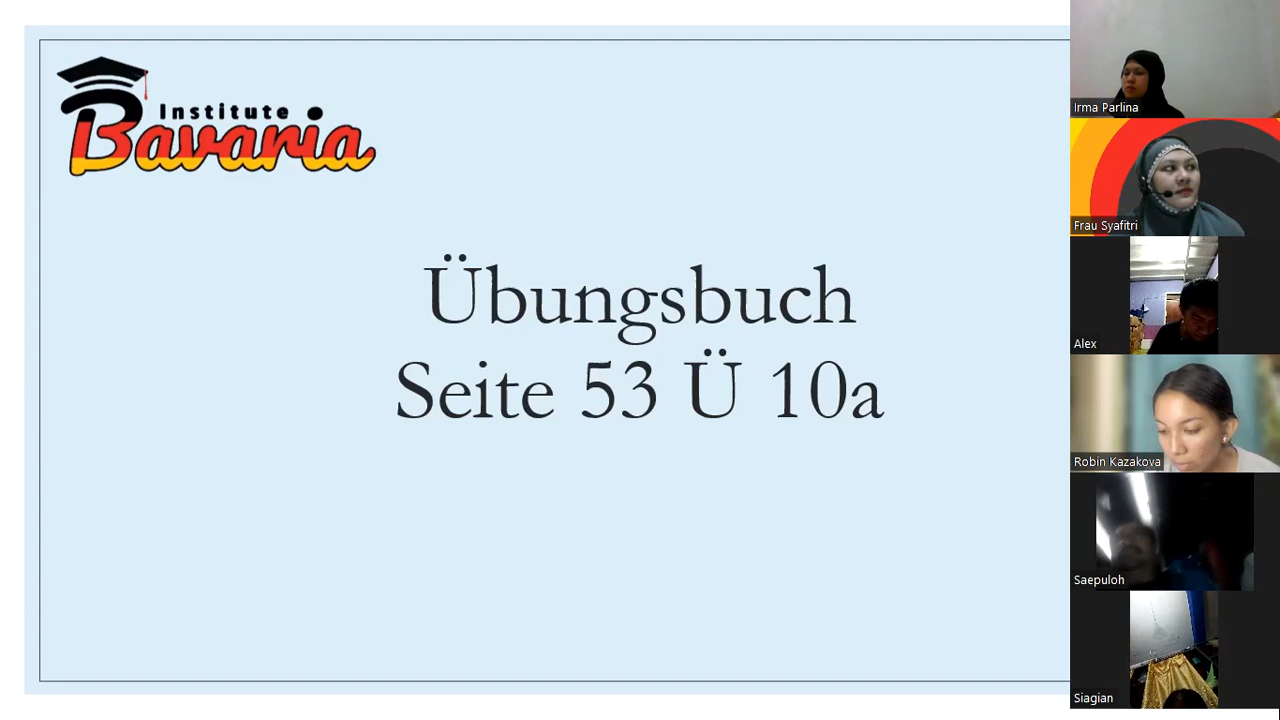 Institute
Bavaria
Übungsbuch
Seite 53 Ü 10a
Irma Parlina
Frau Syafitri
Alex
Robin Kazakova
Saepuloh
Siagian